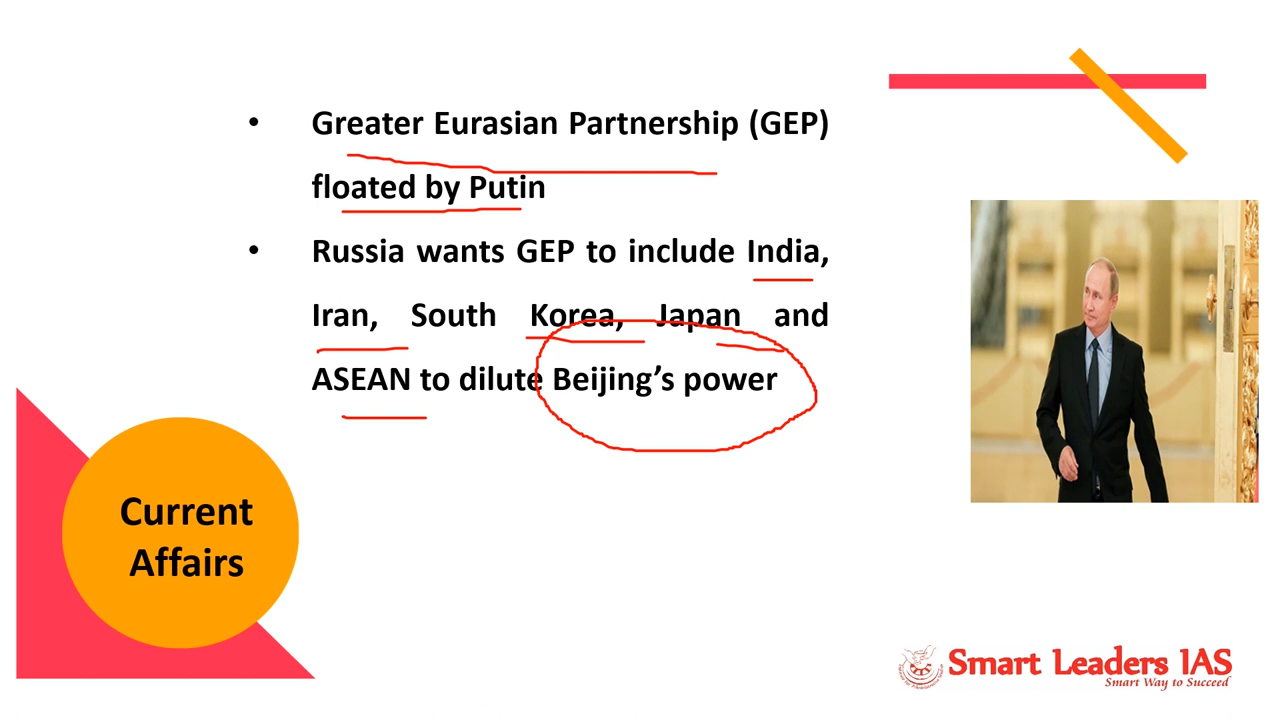 • Greater Eurasian Partnership (GEP)
floated by Putin
• Russia wants GEP to include India,
Iran, South Korea, Japan and
ASEAN to dilute Beijing’s power
Current
Affairs
Smart Leaders IAS
Smart Way to Succeed